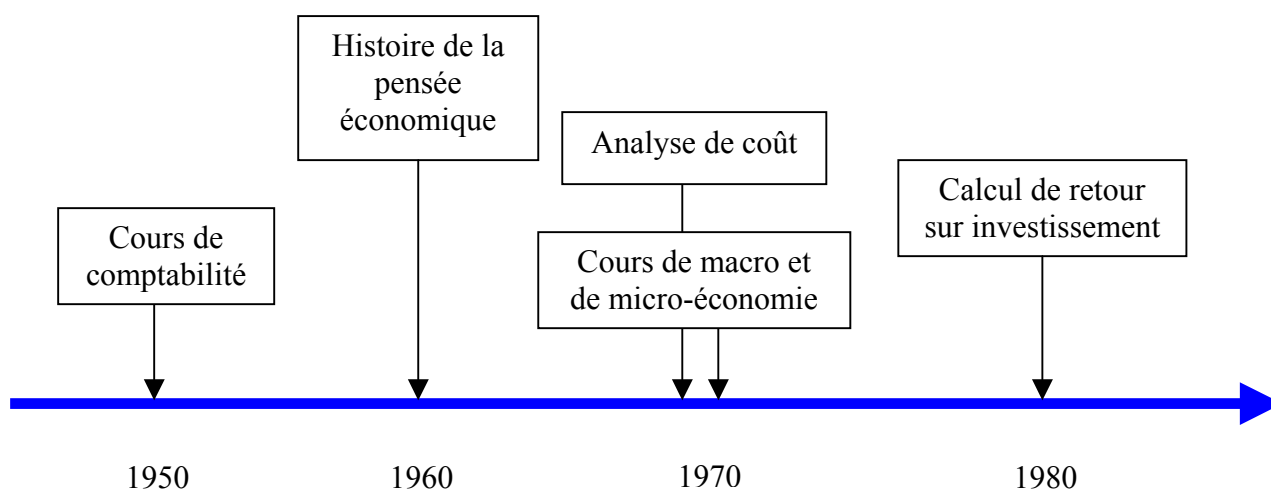 Histoire de la
pensée
économique
Analyse de coût
Calcul de retour
sur investissement
Cours de
comptabilité
Cours de macro et
de micro-économie
1950
1960
1970
1980